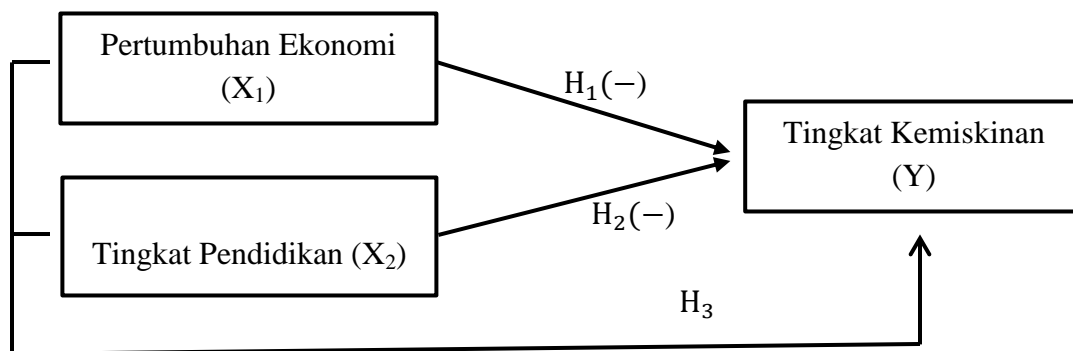 Pertumbuhan Ekonomi
(X₁)
H₁(−)
Tingkat Kemiskinan
(Y)
H₂(−)
Tingkat Pendidikan (X₂)
H₃